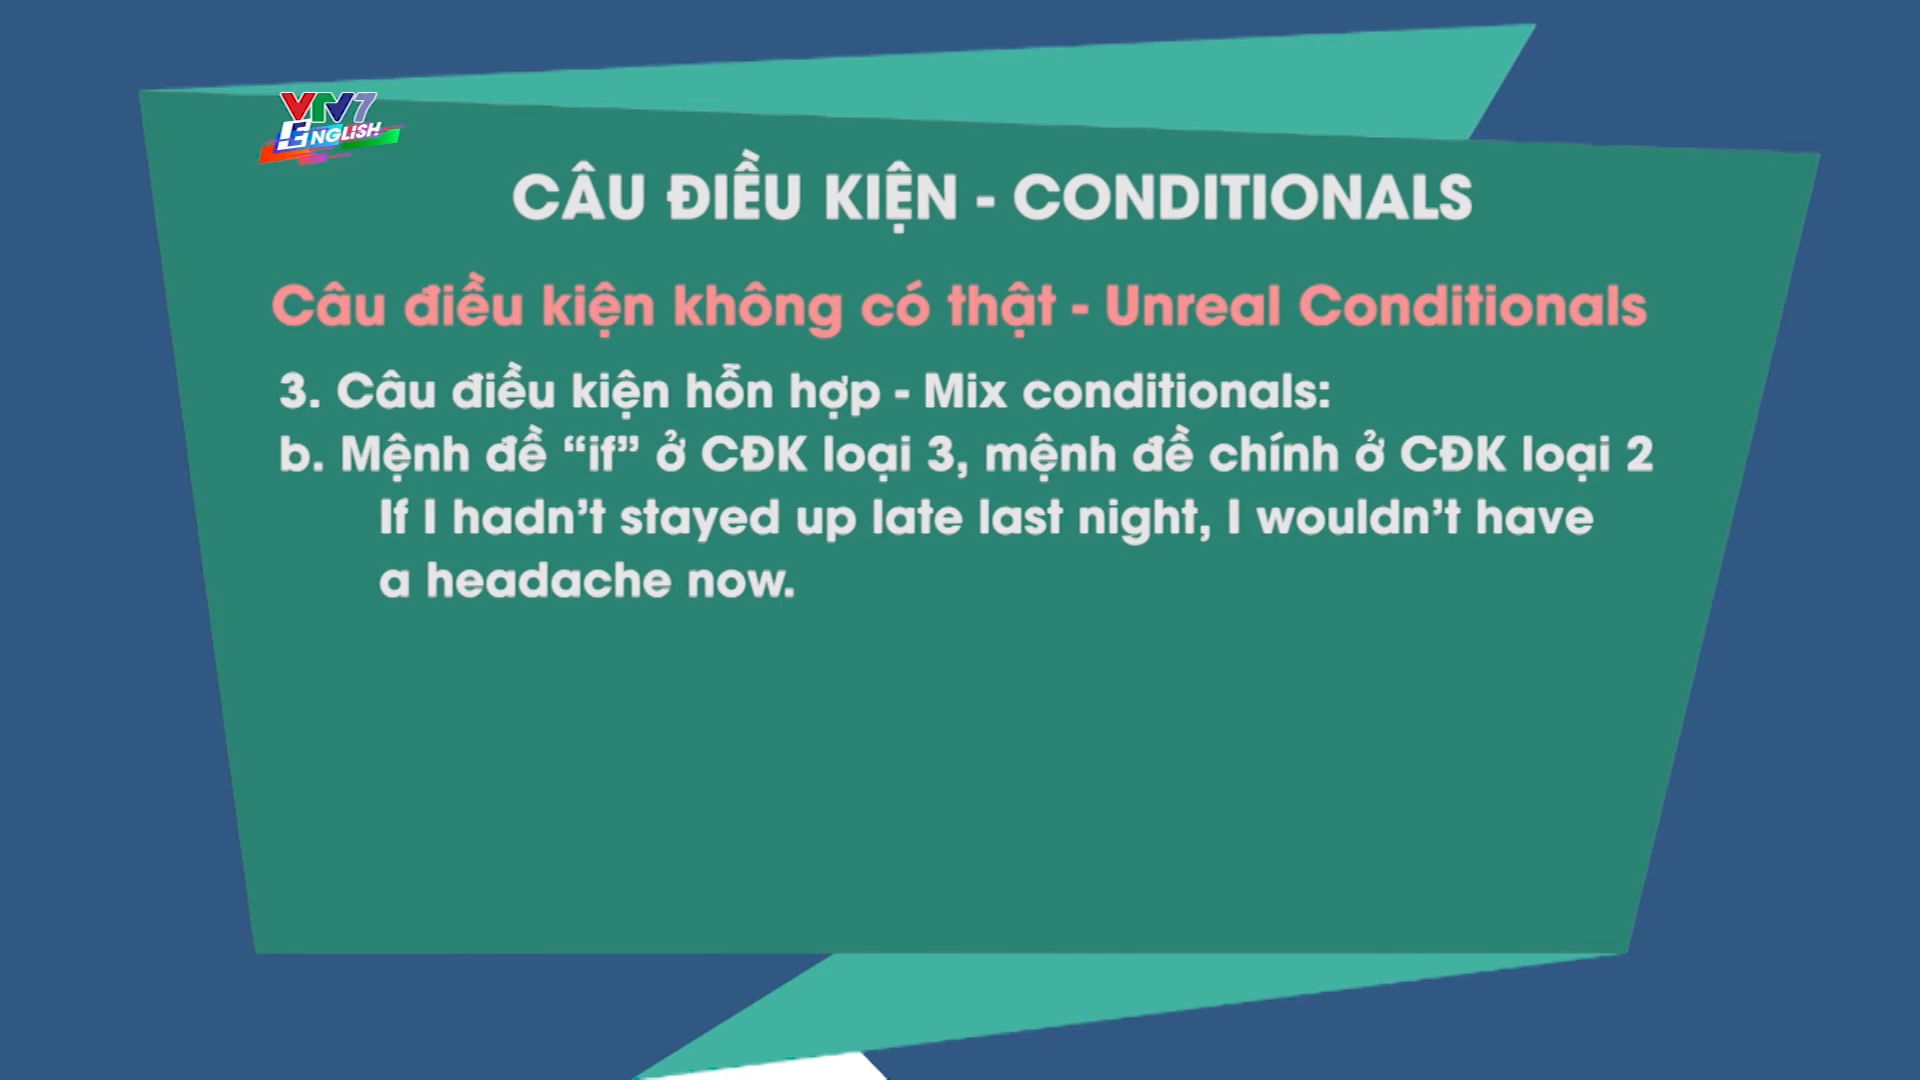 VTV7
ENGLISH
CÂU ĐIỀU KIỆN - CONDITIONALS
Câu điều kiện không có thật - Unreal Conditionals
3. Câu điều kiện hỗn hợp - Mix conditionals:
b. Mệnh đề “if” ở CĐK loại 3, mệnh đề chính ở CĐK loại 2
If I hadn’t stayed up late last night, I wouldn’t have
a headache now.